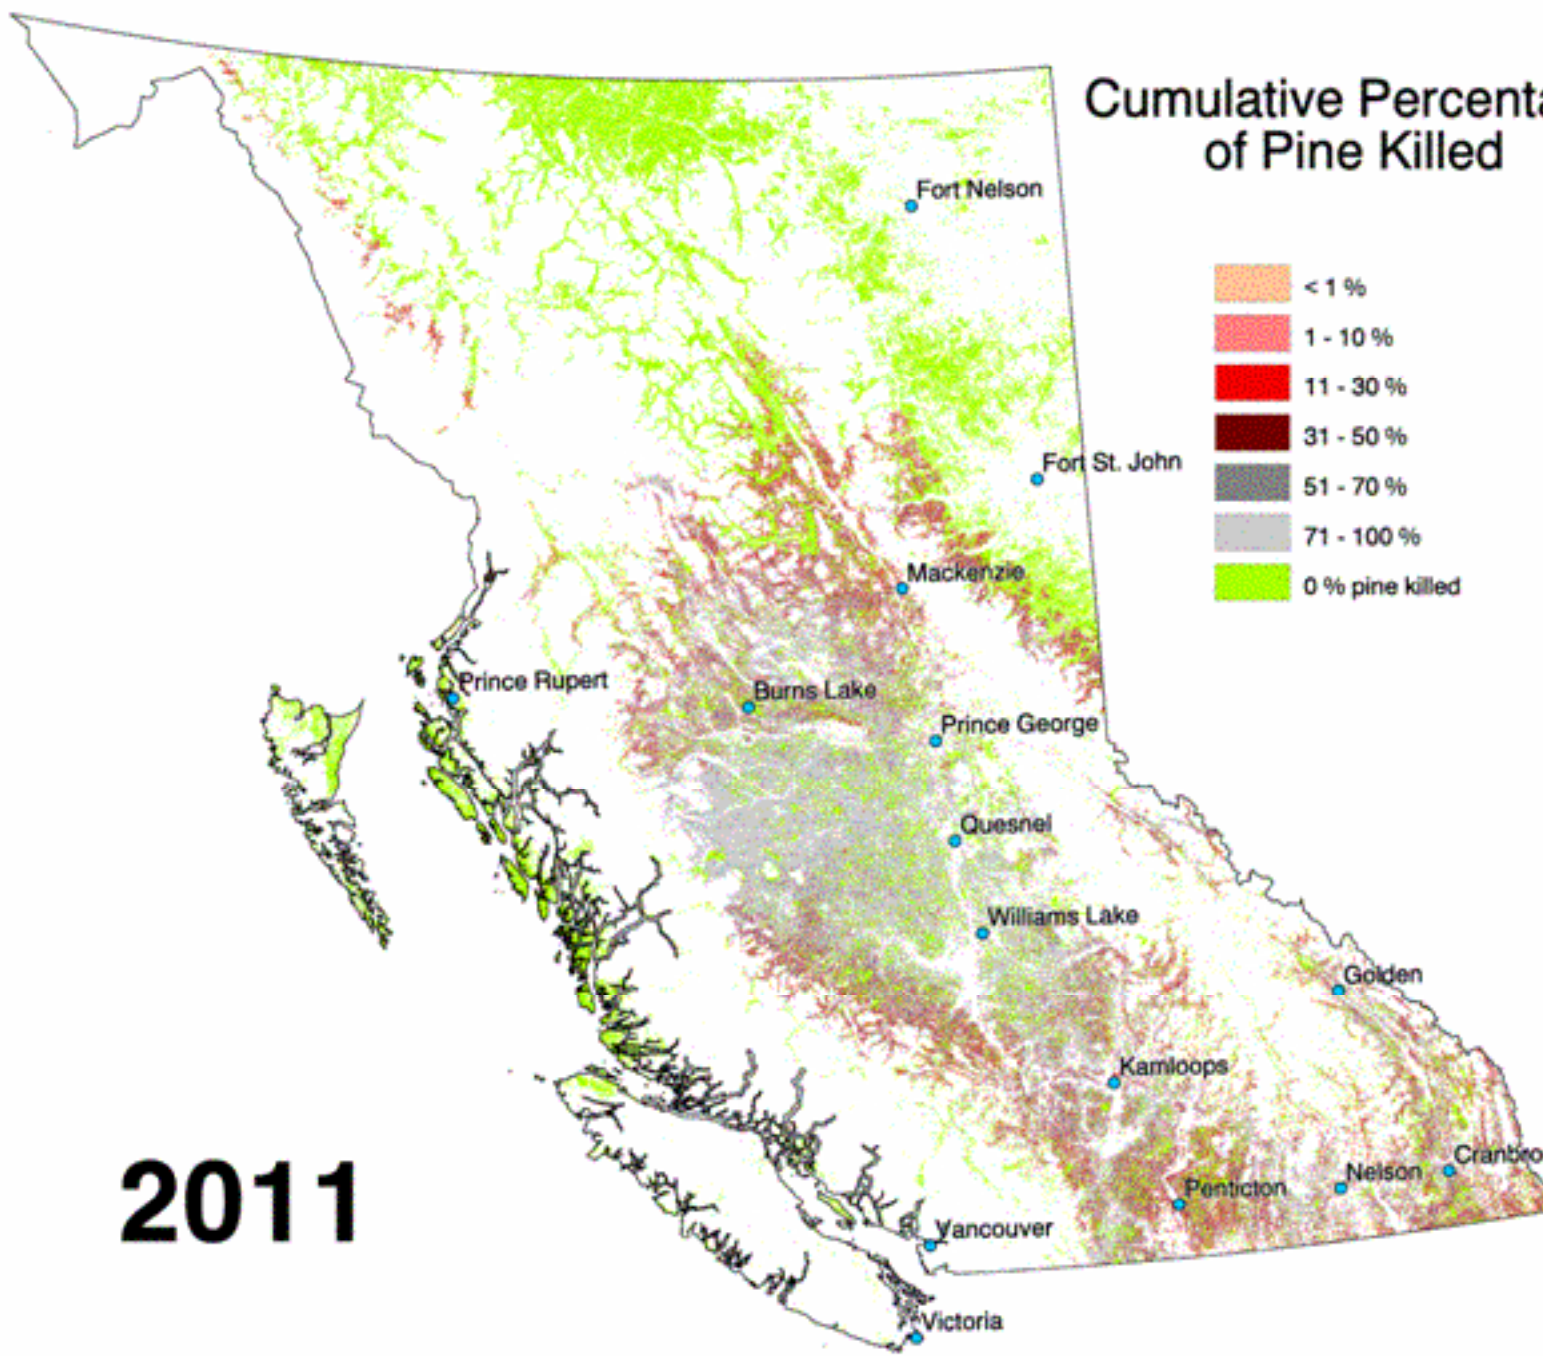 Cumulative Percenta
of Pine Killed
Fort Nelson
< 1 %
1 - 10 %
11 - 30 %
31 - 50 %
51 - 70 %
71 - 100 %
0 % pine killed
Fort St. John
Mackenzie
Prince Rupert
Burns Lake
Prince George
Quesnel
Williams Lake
Golden
Kamloops
Cranbro
Nelson
Penticton
Vancouver
Victoria
2011